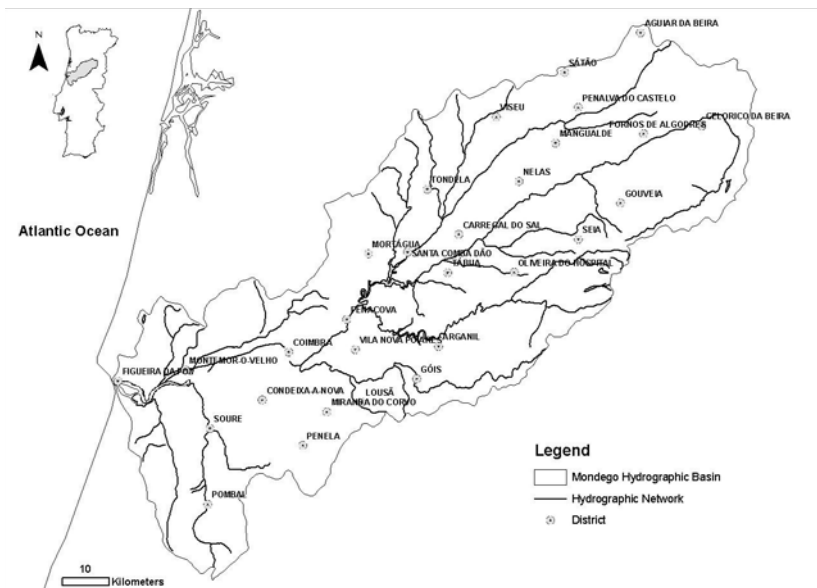 N
AGUIAR DA BEIRA
SÁTÃO
PENALVA DO CASTELO
VISEU
CELORICO DA BEIRA
FORNOS DE ALGODRES
MANGUALDE
NELAS
TONDELA
GOUVEIA
Atlantic Ocean
CARREGAL DO SAL
SEIA
MORTÁGUA
SANTA COMBA DÃO
TÁBUA
OLIVEIRA DO HOSPITAL
PENACOVA
COIMBRA
VILA NOVA POIARES
ARGANIL
MONTEMOR-O-VELHO
FIGUEIRA DA FOZ
GÓIS
CONDEIXA-A-NOVA
LOUSÃ
MIRANDA DO CORVO
SOURE
PENELA
Legend
Mondego Hydrographic Basin
POMBAL
Hydrographic Network
District
10
Kilometers